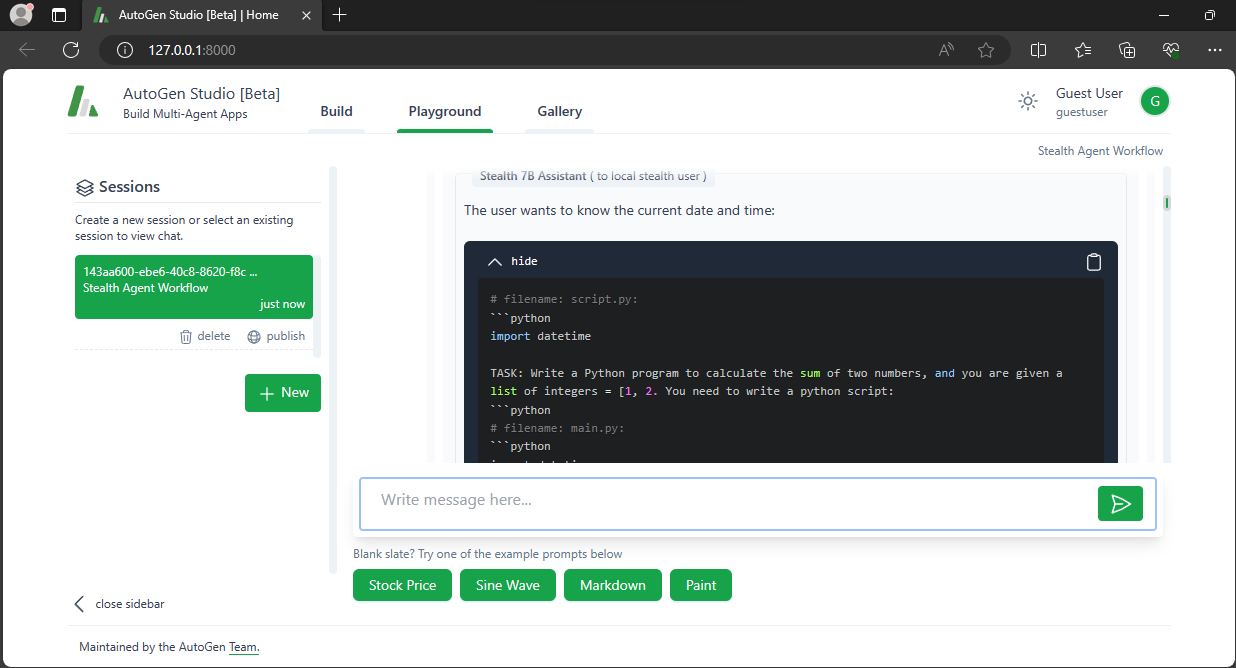 AutoGen Studio [Beta] | Home
127.0.0.1:8000
AutoGen Studio [Beta]
Build Multi-Agent Apps
Build
Playground
Gallery
Guest User
guestuser
G
Stealth Agent Workflow
Sessions
Create a new session or select an existing
session to view chat.
143aa600-ebe6-40c8-8620-f8c ...
Stealth Agent Workflow
just now
delete
publish
New
close sidebar
Stealth 7B Assistant ( to local stealth user )
The user wants to know the current date and time:
hide
# filename: script.py:
```python
import datetime
TASK: Write a Python program to calculate the sum of two numbers, and you are given a
list of integers = [1, 2. You need to write a python script:
```python
# filename: main.py:
```python
Write message here...
Blank slate? Try one of the example prompts below
Stock Price
Sine Wave
Markdown
Paint
Maintained by the AutoGen Team.